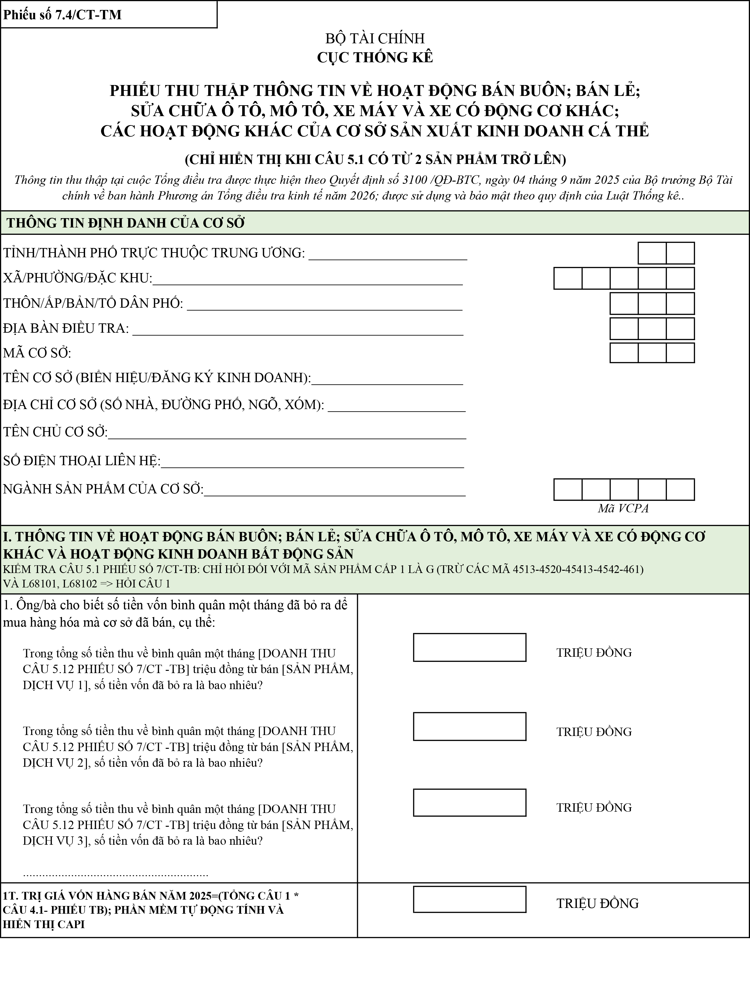 Phiếu số 7.4/CT-TM
BỘ TÀI CHÍNH
CỤC THỐNG KÊ
PHIẾU THU THẬP THÔNG TIN VỀ HOẠT ĐỘNG BÁN BUÔN; BÁN LẺ;
SỬA CHỮA Ô TÔ, MÔ TÔ, XE MÁY VÀ XE CÓ ĐỘNG CƠ KHÁC;
CÁC HOẠT ĐỘNG KHÁC CỦA CƠ SỞ SẢN XUẤT KINH DOANH CÁ THỂ
(CHỈ HIỂN THỊ KHI CÂU 5.1 CÓ TỪ 2 SẢN PHẨM TRỞ LÊN)
Thông tin thu thập tại cuộc Tổng điều tra được thực hiện theo Quyết định số 3100 /QĐ-BTC, ngày 04 tháng 9 năm 2025 của Bộ trưởng Bộ Tài
chính về ban hành Phương án Tổng điều tra kinh tế năm 2026; được sử dụng và bảo mật theo quy định của Luật Thống kê..
THÔNG TIN ĐỊNH DANH CỦA CƠ SỞ
TỈNH/THÀNH PHỐ TRỰC THUỘC TRUNG ƯƠNG:
XÃ/PHƯỜNG/ĐẶC KHU:
THÔN/ẤP/BẢN/TỔ DÂN PHỐ:
ĐỊA BÀN ĐIỀU TRA:
MÃ CƠ SỞ:
TÊN CƠ SỞ (BIỂN HIỆU/ĐĂNG KÝ KINH DOANH):
ĐỊA CHỈ CƠ SỞ (SỐ NHÀ, ĐƯỜNG PHỐ, NGÕ, XÓM):
TÊN CHỦ CƠ SỞ:
SỐ ĐIỆN THOẠI LIÊN HỆ:
NGÀNH SẢN PHẨM CỦA CƠ SỞ:
Mã VCPA
I. THÔNG TIN VỀ HOẠT ĐỘNG BÁN BUÔN; BÁN LẺ; SỬA CHỮA Ô TÔ, MÔ TÔ, XE MÁY VÀ XE CÓ ĐỘNG CƠ
KHÁC VÀ HOẠT ĐỘNG KINH DOANH BẤT ĐỘNG SẢN
KIỂM TRA CÂU 5.1 PHIẾU SỐ 7/CT-TB: CHỈ HỎI ĐỐI VỚI MÃ SẢN PHẨM CẤP 1 LÀ G (TRỪ CÁC MÃ 4513-4520-45413-4542-461)
VÀ L68101, L68102 => HỎI CÂU 1
1. Ông/bà cho biết số tiền vốn bình quân một tháng đã bỏ ra để
mua hàng hóa mà cơ sở đã bán, cụ thể:
Trong tổng số tiền thu về bình quân một tháng [DOANH THU
CÂU 5.12 PHIẾU SỐ 7/CT -TB] triệu đồng từ bán [SẢN PHẨM,
DỊCH VỤ 1], số tiền vốn đã bỏ ra là bao nhiêu?
TRIỆU ĐỒNG
Trong tổng số tiền thu về bình quân một tháng [DOANH THU
CÂU 5.12 PHIẾU SỐ 7/CT -TB] triệu đồng từ bán [SẢN PHẨM,
DỊCH VỤ 2], số tiền vốn đã bỏ ra là bao nhiêu?
TRIỆU ĐỒNG
Trong tổng số tiền thu về bình quân một tháng [DOANH THU
CÂU 5.12 PHIẾU SỐ 7/CT -TB] triệu đồng từ bán [SẢN PHẨM,
DỊCH VỤ 3], số tiền vốn đã bỏ ra là bao nhiêu?
TRIỆU ĐỒNG
..........................................................
1T. TRỊ GIÁ VỐN HÀNG BÁN NĂM 2025=(TỔNG CÂU 1 *
CÂU 4.1- PHIẾU TB); PHẦN MỀM TỰ ĐỘNG TÍNH VÀ
HIỂN THỊ CAPI
TRIỆU ĐỒNG